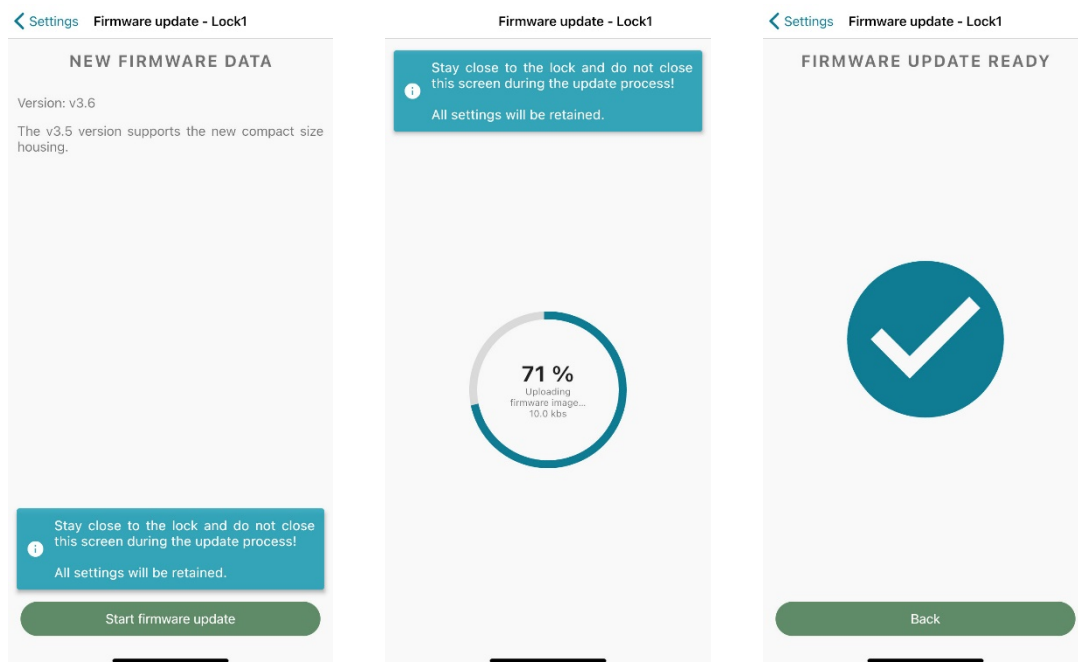 Settings Firmware update - Lock1
NEW FIRMWARE DATA
Version: v3.6
The v3.5 version supports the new compact size
housing.
Stay close to the lock and do not close
this screen during the update process!
All settings will be retained.
Start firmware update
Firmware update - Lock1
Stay close to the lock and do not close
this screen during the update process!
All settings will be retained.
71 %
Uploading
firmware image...
10.0 kbs
Settings Firmware update - Lock1
FIRMWARE UPDATE READY
Back